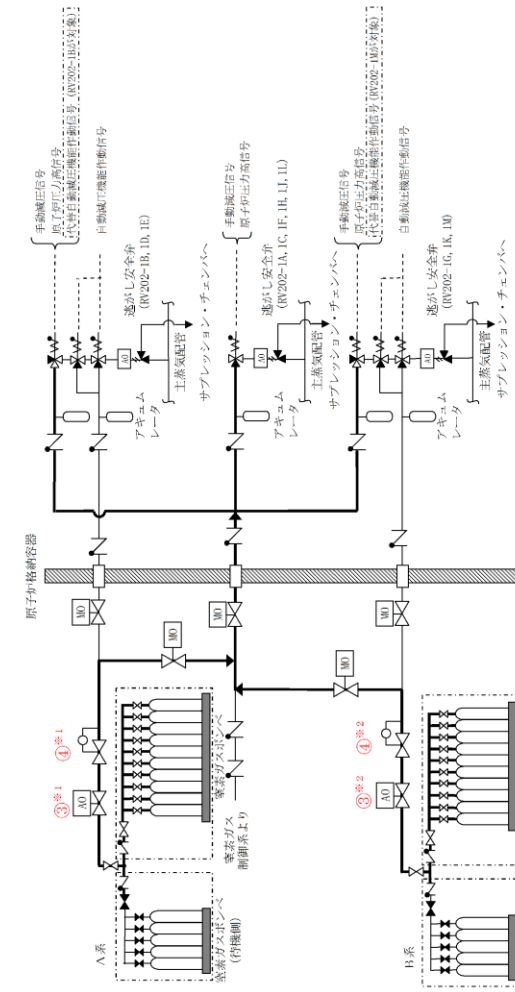 手動減圧信号
原子炉圧力高信号
代替自動減圧機能作動信号 (RV202-1Bが対象)
自動減圧機能作動信号
逃がし安全弁
(RV202-1B, 1D, 1E)
AO
主蒸気配管
サプレッション・チェンバへ
アキュム
レータ
手動減圧信号
原子炉圧力高信号
逃がし安全弁
(RV202-1A, 1C, 1F, 1H, 1J, 1L)
AO
主蒸気配管
サプレッション・チェンバへ
アキュム
レータ
手動減圧信号
原子炉圧力高信号
代替自動減圧機能作動信号 (RV202-1Mが対象)
自動減圧機能作動信号
逃がし安全弁
(RV202-1G, 1K, 1M)
AO
主蒸気配管
サプレッション・チェンバへ
アキュム
レータ
原子炉格納容器
MO
MO
MO
MO
MO
④※1
③※1
AO
④※2
③※2
AO
窒素ガスボンベ
窒素ガス
制御系より
A系
窒素ガスボンベ
(待機側)
B系